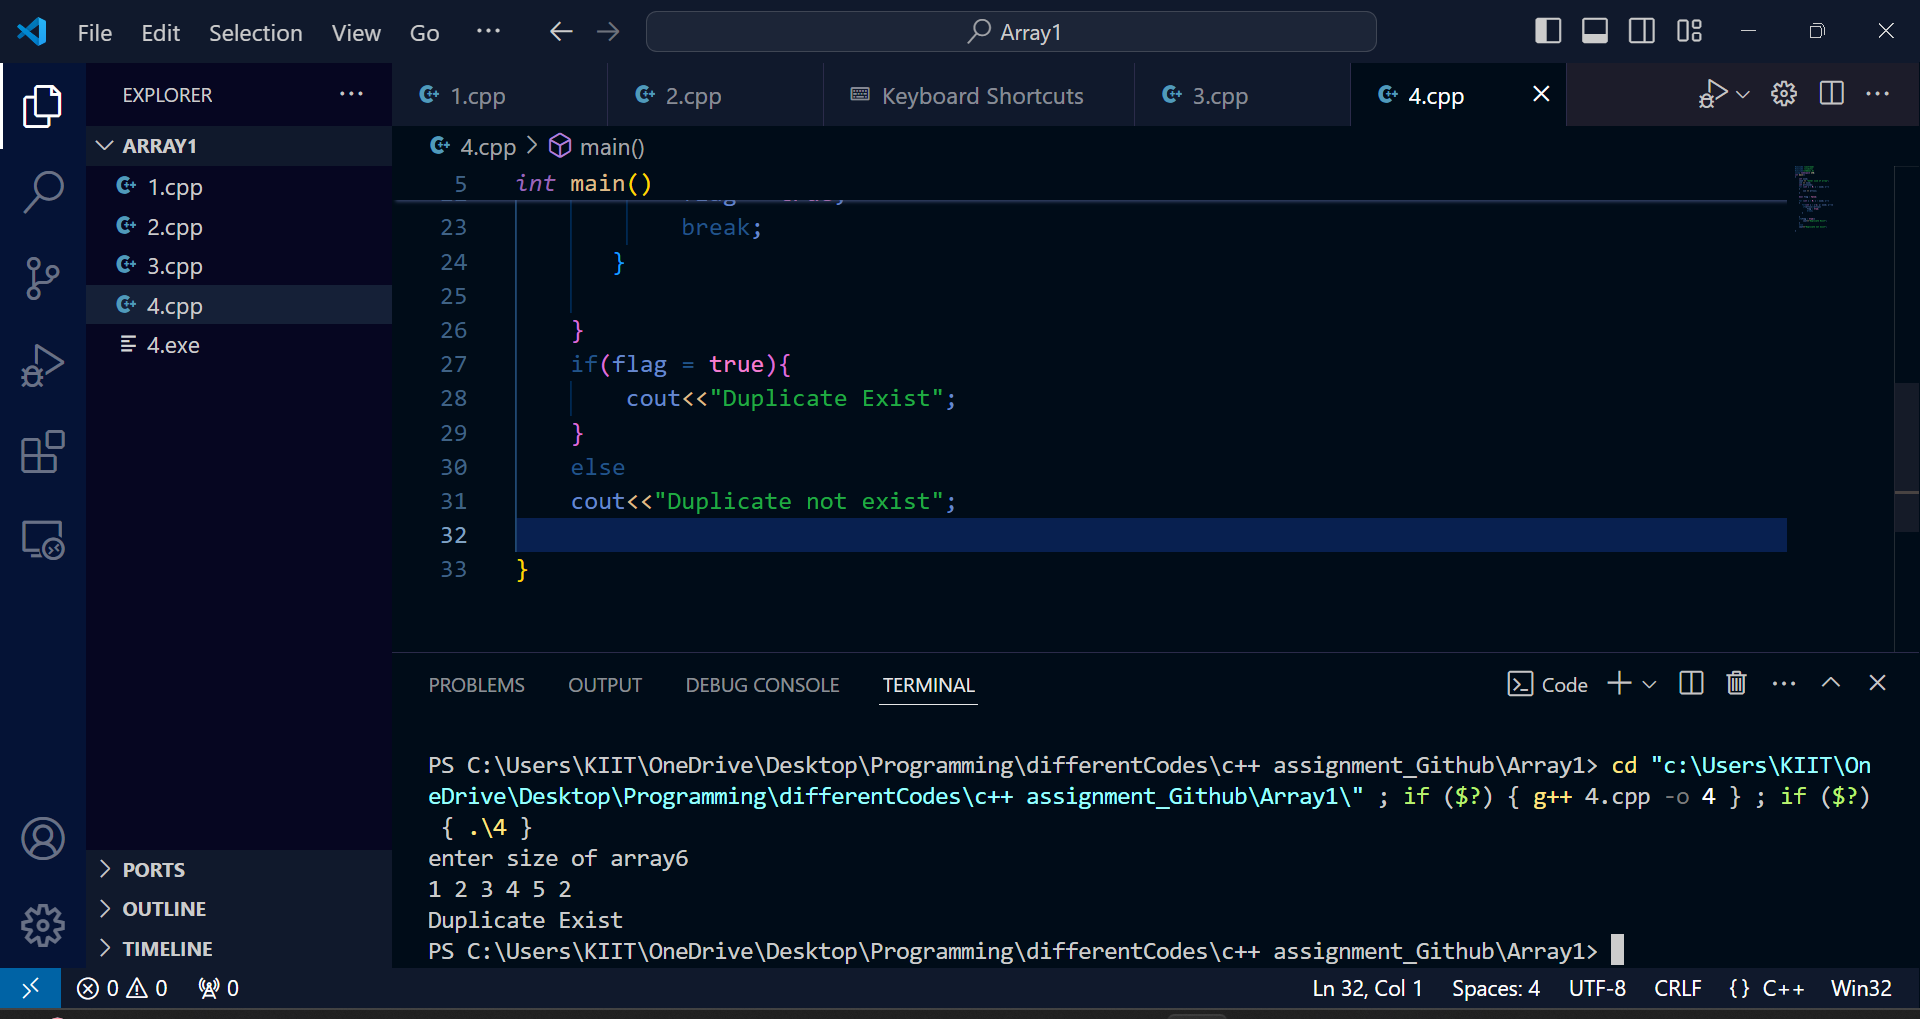 File Edit Selection View Go ··· Array1
EXPLORER ···
1.cpp 2.cpp Keyboard Shortcuts 3.cpp 4.cpp
ARRAY1
1.cpp
2.cpp
3.cpp
4.cpp
4.exe
PORTS
OUTLINE
TIMELINE
4.cpp > main()
5 int main()
23 break;
24 }
25
26 }
27 if(flag = true){
28 cout<<"Duplicate Exist";
29 }
30 else
31 cout<<"Duplicate not exist";
32
33 }
PROBLEMS OUTPUT DEBUG CONSOLE TERMINAL Code
PS C:\Users\KIIT\OneDrive\Desktop\Programming\differentCodes\c++ assignment_Github\Array1> cd "c:\Users\KIIT\On
eDrive\Desktop\Programming\differentCodes\c++ assignment_Github\Array1\" ; if ($?) { g++ 4.cpp -o 4 } ; if ($?)
{ .\4 }
enter size of array6
1 2 3 4 5 2
Duplicate Exist
PS C:\Users\KIIT\OneDrive\Desktop\Programming\differentCodes\c++ assignment_Github\Array1>
0 0 0 Ln 32, Col 1 Spaces: 4 UTF-8 CRLF {} C++ Win32